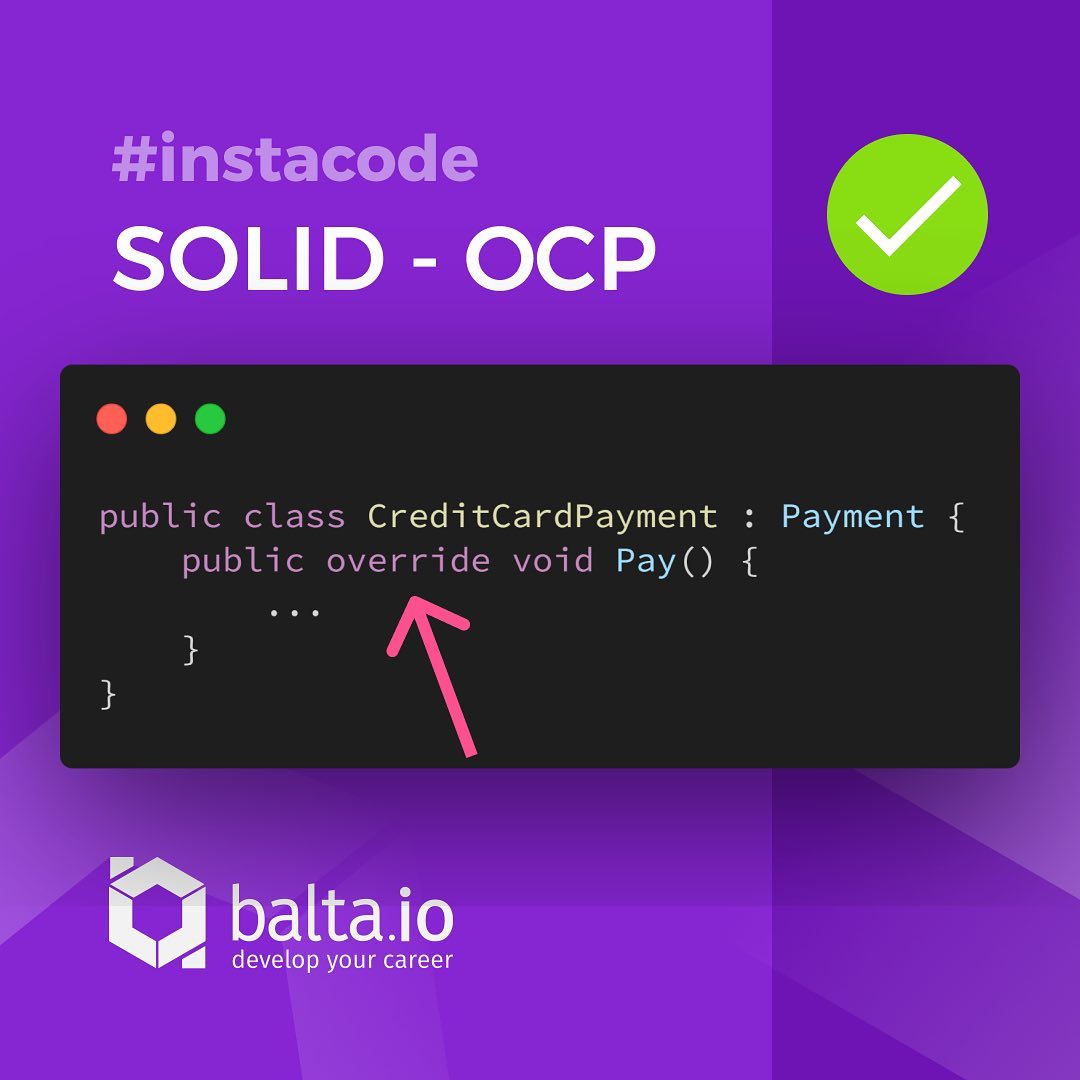 #instacode
SOLID - OCP
public class CreditCardPayment : Payment {
    public override void Pay() {
        ...
    }
}
balta.io
develop your career